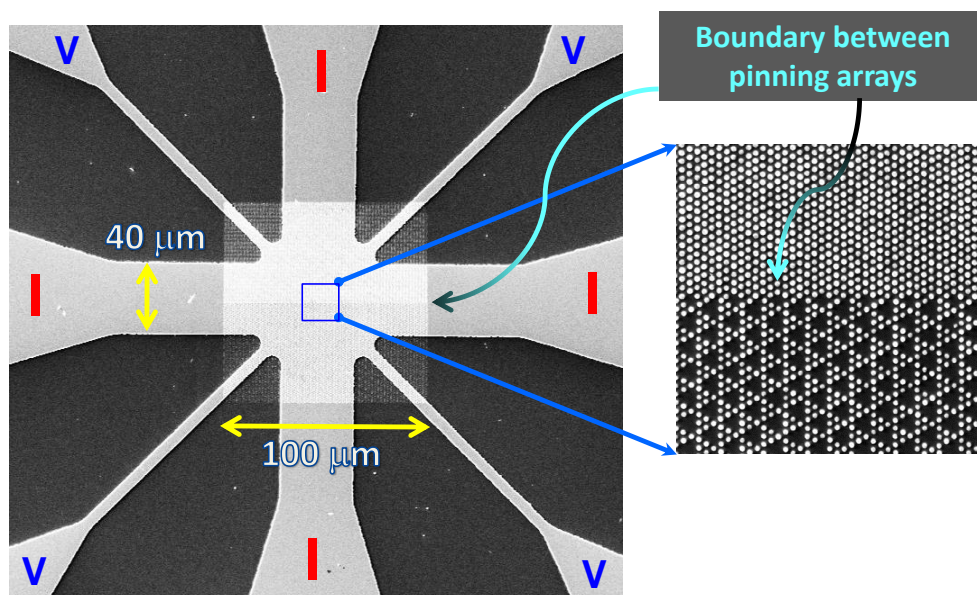 Boundary between
pinning arrays
V
I
V
40 μm
I
I
100 μm
V
I
V